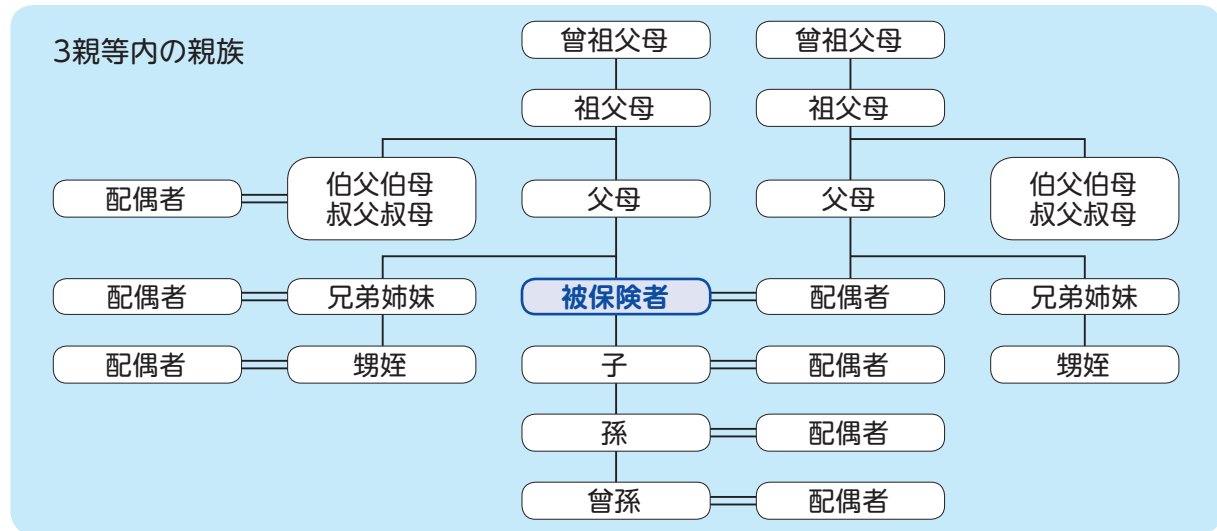 3親等内の親族
曾祖父母
曾祖父母
祖父母
祖父母
配偶者
伯父伯母
叔父叔母
父母
父母
伯父伯母
叔父叔母
配偶者
兄弟姉妹
被保険者
配偶者
兄弟姉妹
配偶者
甥姪
子
配偶者
甥姪
孫
配偶者
曾孫
配偶者